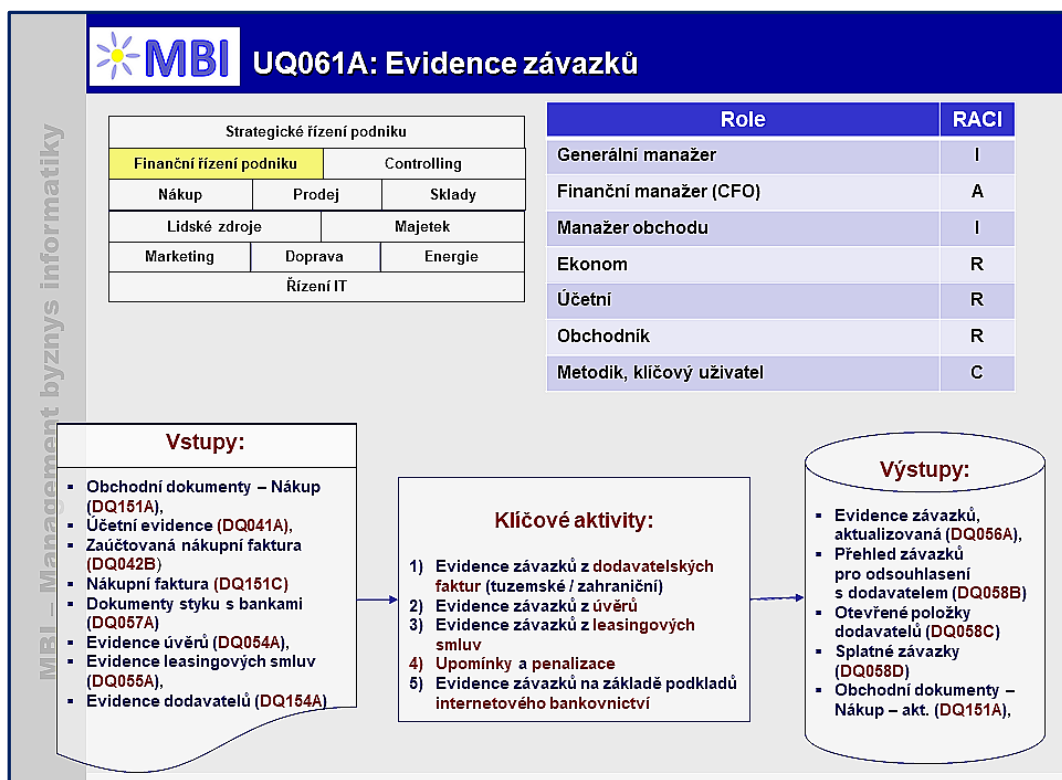 MBI
UQ061A: Evidence závazků
MBI – Management byznys informatiky
Strategické řízení podniku
Finanční řízení podniku
Controlling
Nákup
Prodej
Sklady
Lidské zdroje
Majetek
Marketing
Doprava
Energie
Řízení IT
Role RACI
Generální manažer I
Finanční manažer (CFO) A
Manažer obchodu I
Ekonom R
Účetní R
Obchodník R
Metodik, klíčový uživatel C
Vstupy:
▪ Obchodní dokumenty – Nákup
(DQ151A),
▪ Účetní evidence (DQ041A),
▪ Zaúčtovaná nákupní faktura
(DQ042B)
▪ Nákupní faktura (DQ151C)
▪ Dokumenty styku s bankami
(DQ057A)
▪ Evidence úvěrů (DQ054A),
▪ Evidence leasingových smluv
(DQ055A),
▪ Evidence dodavatelů (DQ154A)
Klíčové aktivity:
1) Evidence závazků z dodavatelských
faktur (tuzemské / zahraniční)
2) Evidence závazků z úvěrů
3) Evidence závazků z leasingových
smluv
4) Upomínky a penalizace
5) Evidence závazků na základě podkladů
internetového bankovnictví
Výstupy:
▪ Evidence závazků,
aktualizovaná (DQ056A),
▪ Přehled závazků
pro odsouhlasení
s dodavatelem (DQ058B)
▪ Otevřené položky
dodavatelů (DQ058C)
▪ Splatné závazky
(DQ058D)
▪ Obchodní dokumenty –
Nákup – akt. (DQ151A),